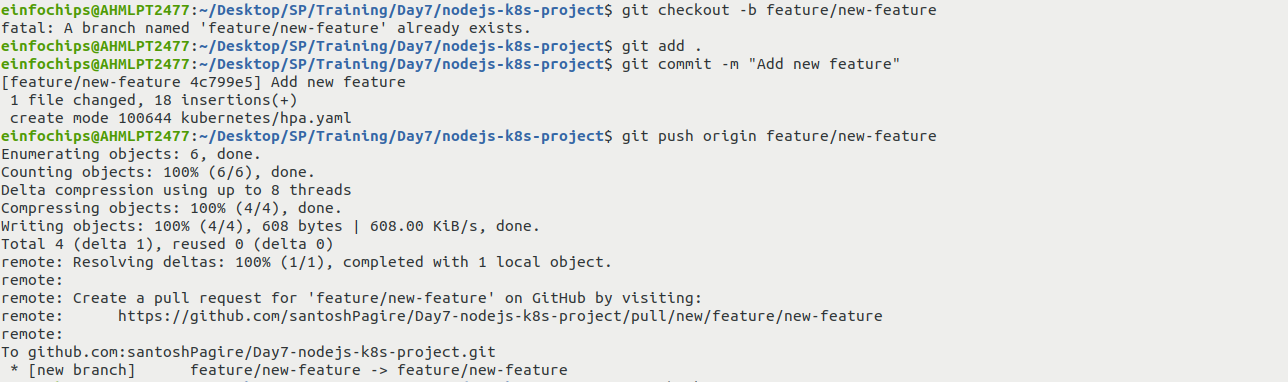 einfochips@AHMLPT2477:~/Desktop/SP/Training/Day7/nodejs-k8s-project$ git checkout -b feature/new-feature
fatal: A branch named 'feature/new-feature' already exists.
einfochips@AHMLPT2477:~/Desktop/SP/Training/Day7/nodejs-k8s-project$ git add .
einfochips@AHMLPT2477:~/Desktop/SP/Training/Day7/nodejs-k8s-project$ git commit -m "Add new feature"
[feature/new-feature 4c799e5] Add new feature
 1 file changed, 18 insertions(+)
 create mode 100644 kubernetes/hpa.yaml
einfochips@AHMLPT2477:~/Desktop/SP/Training/Day7/nodejs-k8s-project$ git push origin feature/new-feature
Enumerating objects: 6, done.
Counting objects: 100% (6/6), done.
Delta compression using up to 8 threads
Compressing objects: 100% (4/4), done.
Writing objects: 100% (4/4), 608 bytes | 608.00 KiB/s, done.
Total 4 (delta 1), reused 0 (delta 0)
remote: Resolving deltas: 100% (1/1), completed with 1 local object.
remote:
remote: Create a pull request for 'feature/new-feature' on GitHub by visiting:
remote:      https://github.com/santoshPagire/Day7-nodejs-k8s-project/pull/new/feature/new-feature
remote:
To github.com:santoshPagire/Day7-nodejs-k8s-project.git
 * [new branch]      feature/new-feature -> feature/new-feature